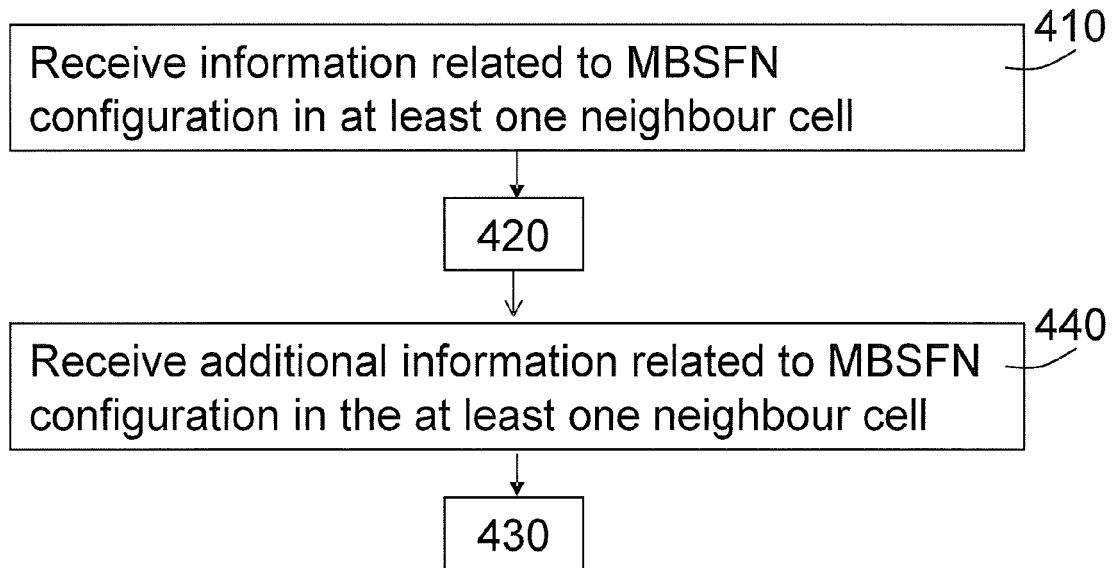 410
Receive information related to MBSFN
configuration in at least one neighbour cell
420
440
Receive additional information related to MBSFN
configuration in the at least one neighbour cell
430